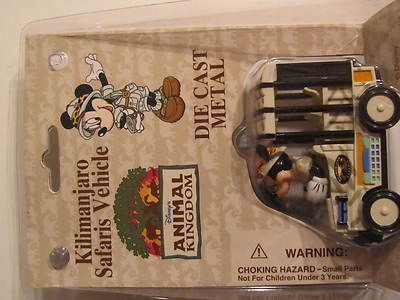 Kilimanjaro
Safaris Vehicle
DIE CAST
METAL
Disney's
ANIMAL
KINGDOM
WARNING:
CHOKING HAZARD–Small Parts
Not For Children Under 3 Years.